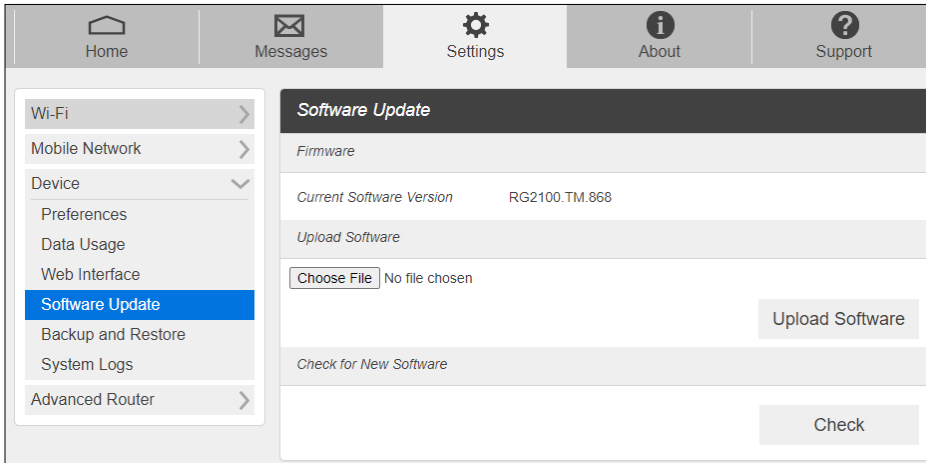 Home
Messages
Settings
About
Support
Wi-Fi
Mobile Network
Device
Preferences
Data Usage
Web Interface
Software Update
Backup and Restore
System Logs
Advanced Router
Software Update
Firmware
Current Software Version RG2100.TM.868
Upload Software
Choose File No file chosen
Upload Software
Check for New Software
Check